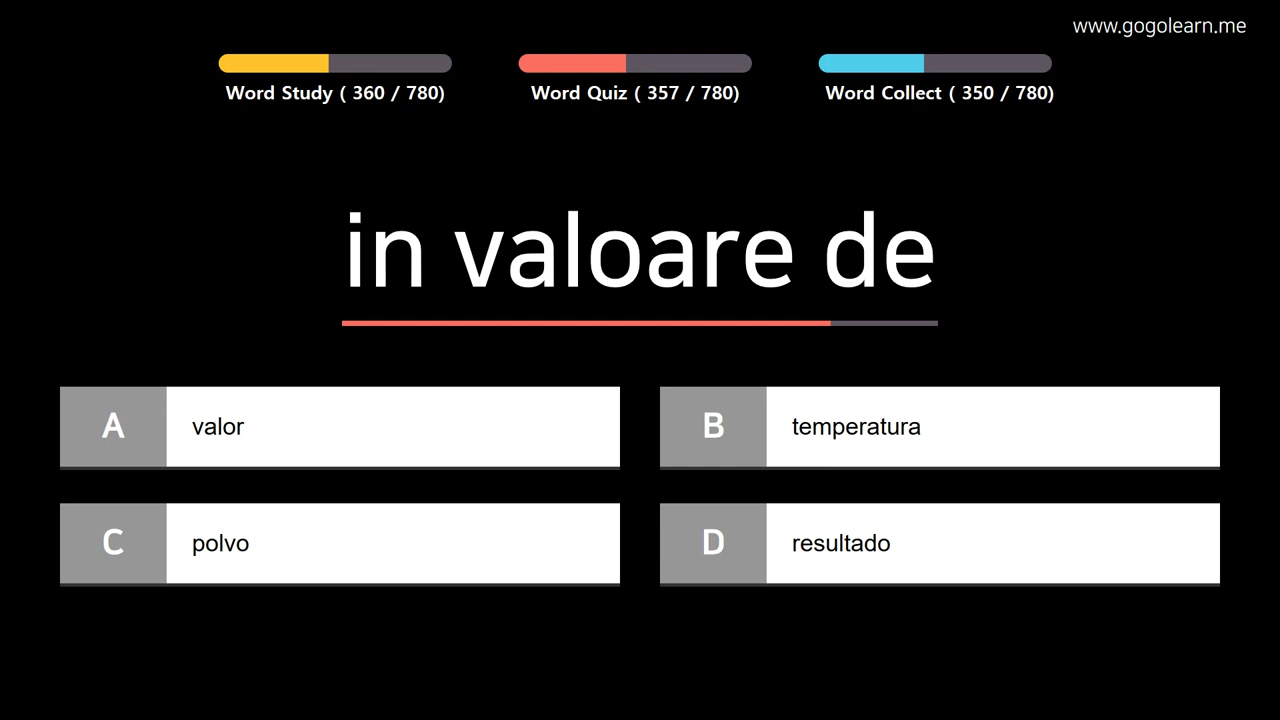 www.gogolearn.me
Word Study ( 360 / 780)
Word Quiz ( 357 / 780)
Word Collect ( 350 / 780)
in valoare de
A valor
B temperatura
C polvo
D resultado